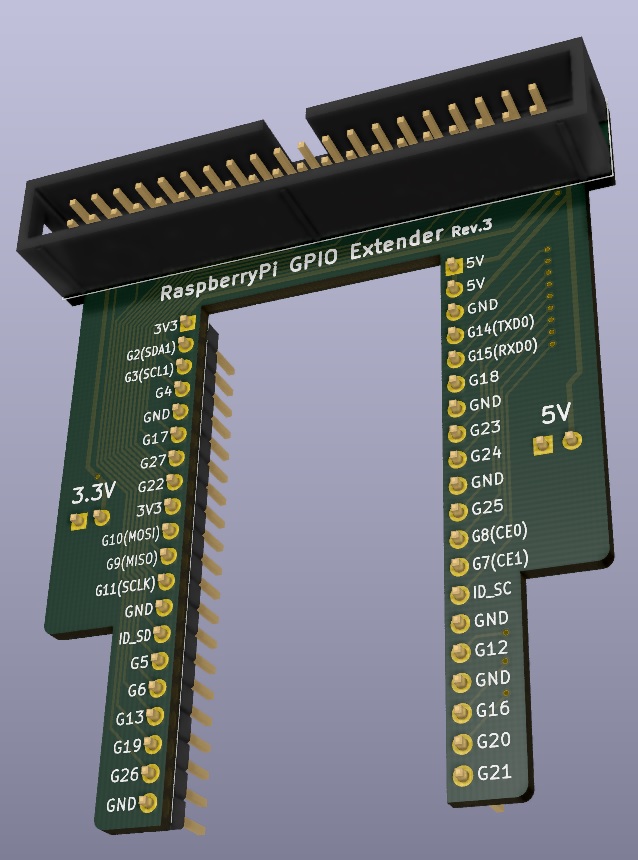 RaspberryPi GPIO Extender Rev.3
3V3
G2(SDA1)
G3(SCL1)
G4
GND
G17
G27
G22
3V3
G10(MOSI)
G9(MISO)
G11(SCLK)
GND
ID_SD
G5
G6
G13
G19
G26
GND
3.3V
5V
5V
GND
G14(TXD0)
G15(RXD0)
G18
GND
G23
G24
GND
G25
G8(CE0)
G7(CE1)
ID_SC
GND
G12
GND
G16
G20
G21
5V